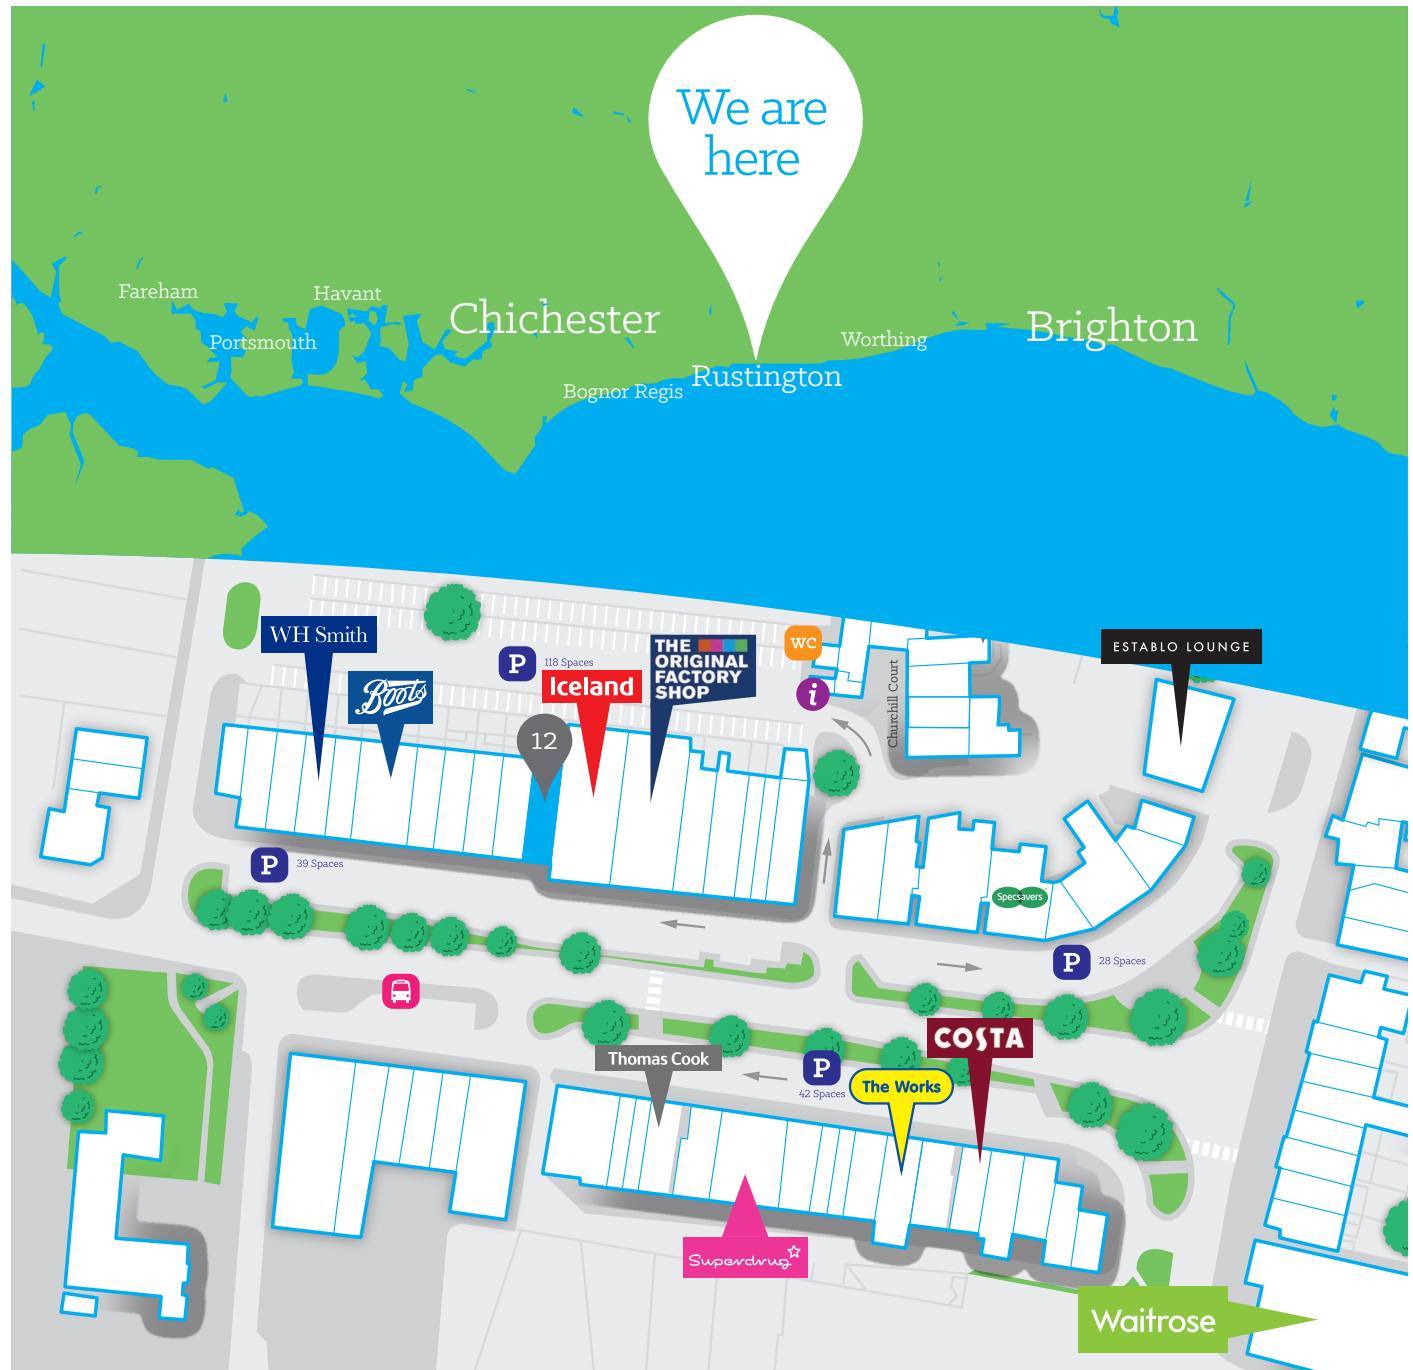 We are
here
Fareham
Havant
Chichester
Portsmouth
Worthing
Brighton
Rustington
Bognor Regis
WH Smith
Boots
P
118 Spaces
Iceland
THE
ORIGINAL
FACTORY
SHOP
WC
i
Churchill Court
ESTABLO LOUNGE
12
P
39 Spaces
Specsavers
P
28 Spaces
Thomas Cook
P
42 Spaces
The Works
COSTA
Superdrug
Waitrose